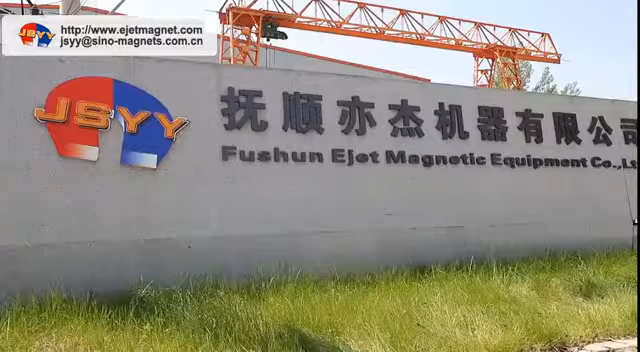 http://www.ejetmagnet.com
jsyy@sino-magnets.com.cn
JSYY
JSYY
抚顺亦杰机器有限公司
Fushun Ejet Magnetic Equipment Co.,Lt